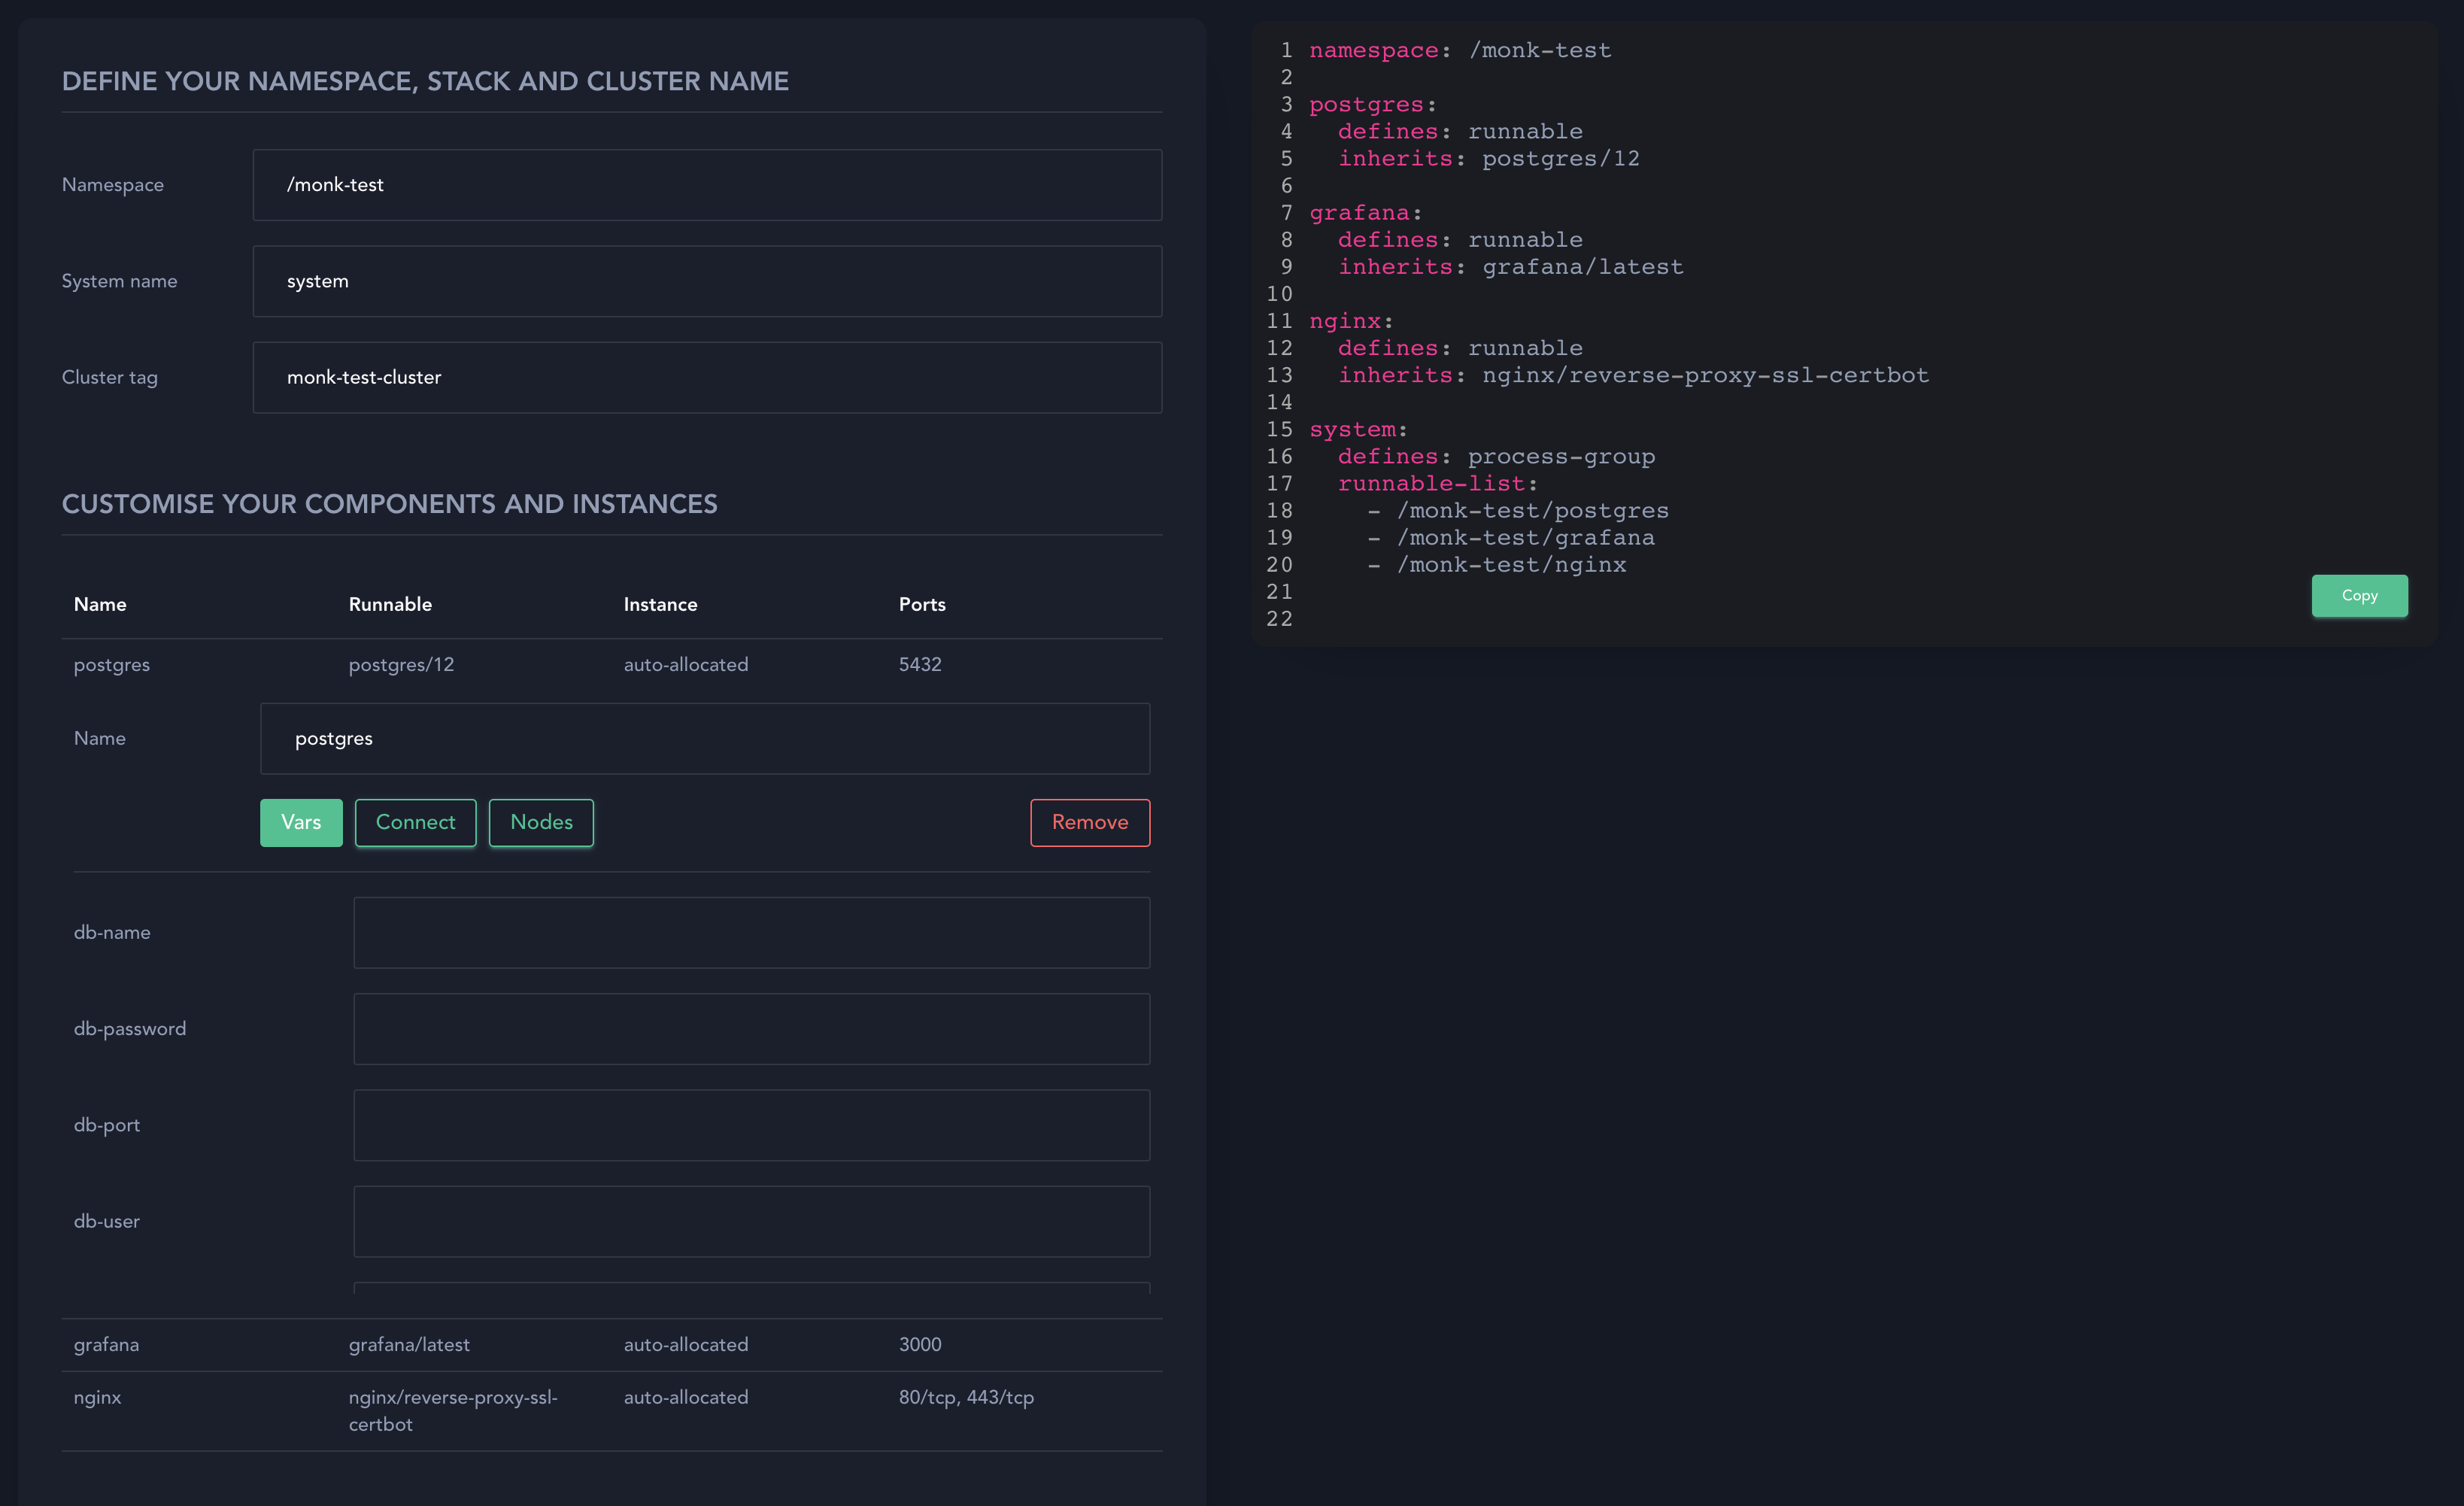 DEFINE YOUR NAMESPACE, STACK AND CLUSTER NAME
Namespace
/monk-test
System name
system
Cluster tag
monk-test-cluster
CUSTOMISE YOUR COMPONENTS AND INSTANCES
Name Runnable Instance Ports
postgres postgres/12 auto-allocated 5432
Name
postgres
Vars Connect Nodes Remove
db-name
db-password
db-port
db-user
grafana grafana/latest auto-allocated 3000
nginx nginx/reverse-proxy-ssl- auto-allocated 80/tcp, 443/tcp
certbot
1 namespace: /monk-test
2
3 postgres:
4   defines: runnable
5   inherits: postgres/12
6
7 grafana:
8   defines: runnable
9   inherits: grafana/latest
10
11 nginx:
12   defines: runnable
13   inherits: nginx/reverse-proxy-ssl-certbot
14
15 system:
16   defines: process-group
17   runnable-list:
18     - /monk-test/postgres
19     - /monk-test/grafana
20     - /monk-test/nginx
21
22
Copy